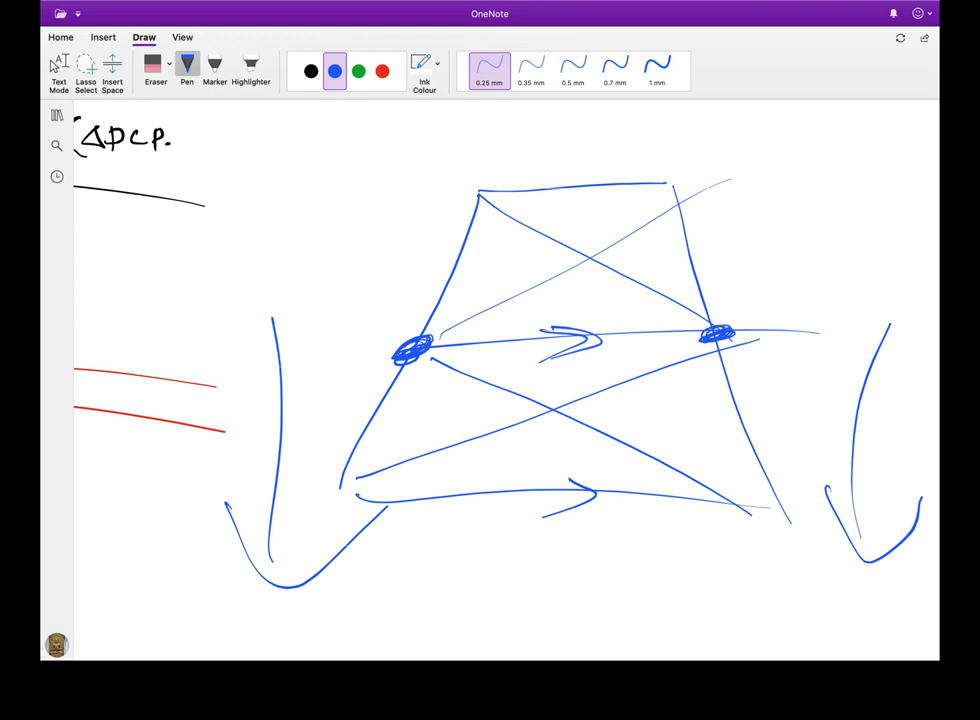 OneNote
Home Insert Draw View
Text Mode
Lasso Select
Insert Space
Eraser
Pen
Marker
Highlighter
Ink Colour
0.25 mm
0.35 mm
0.5 mm
0.7 mm
1 mm
(ΔDCP.